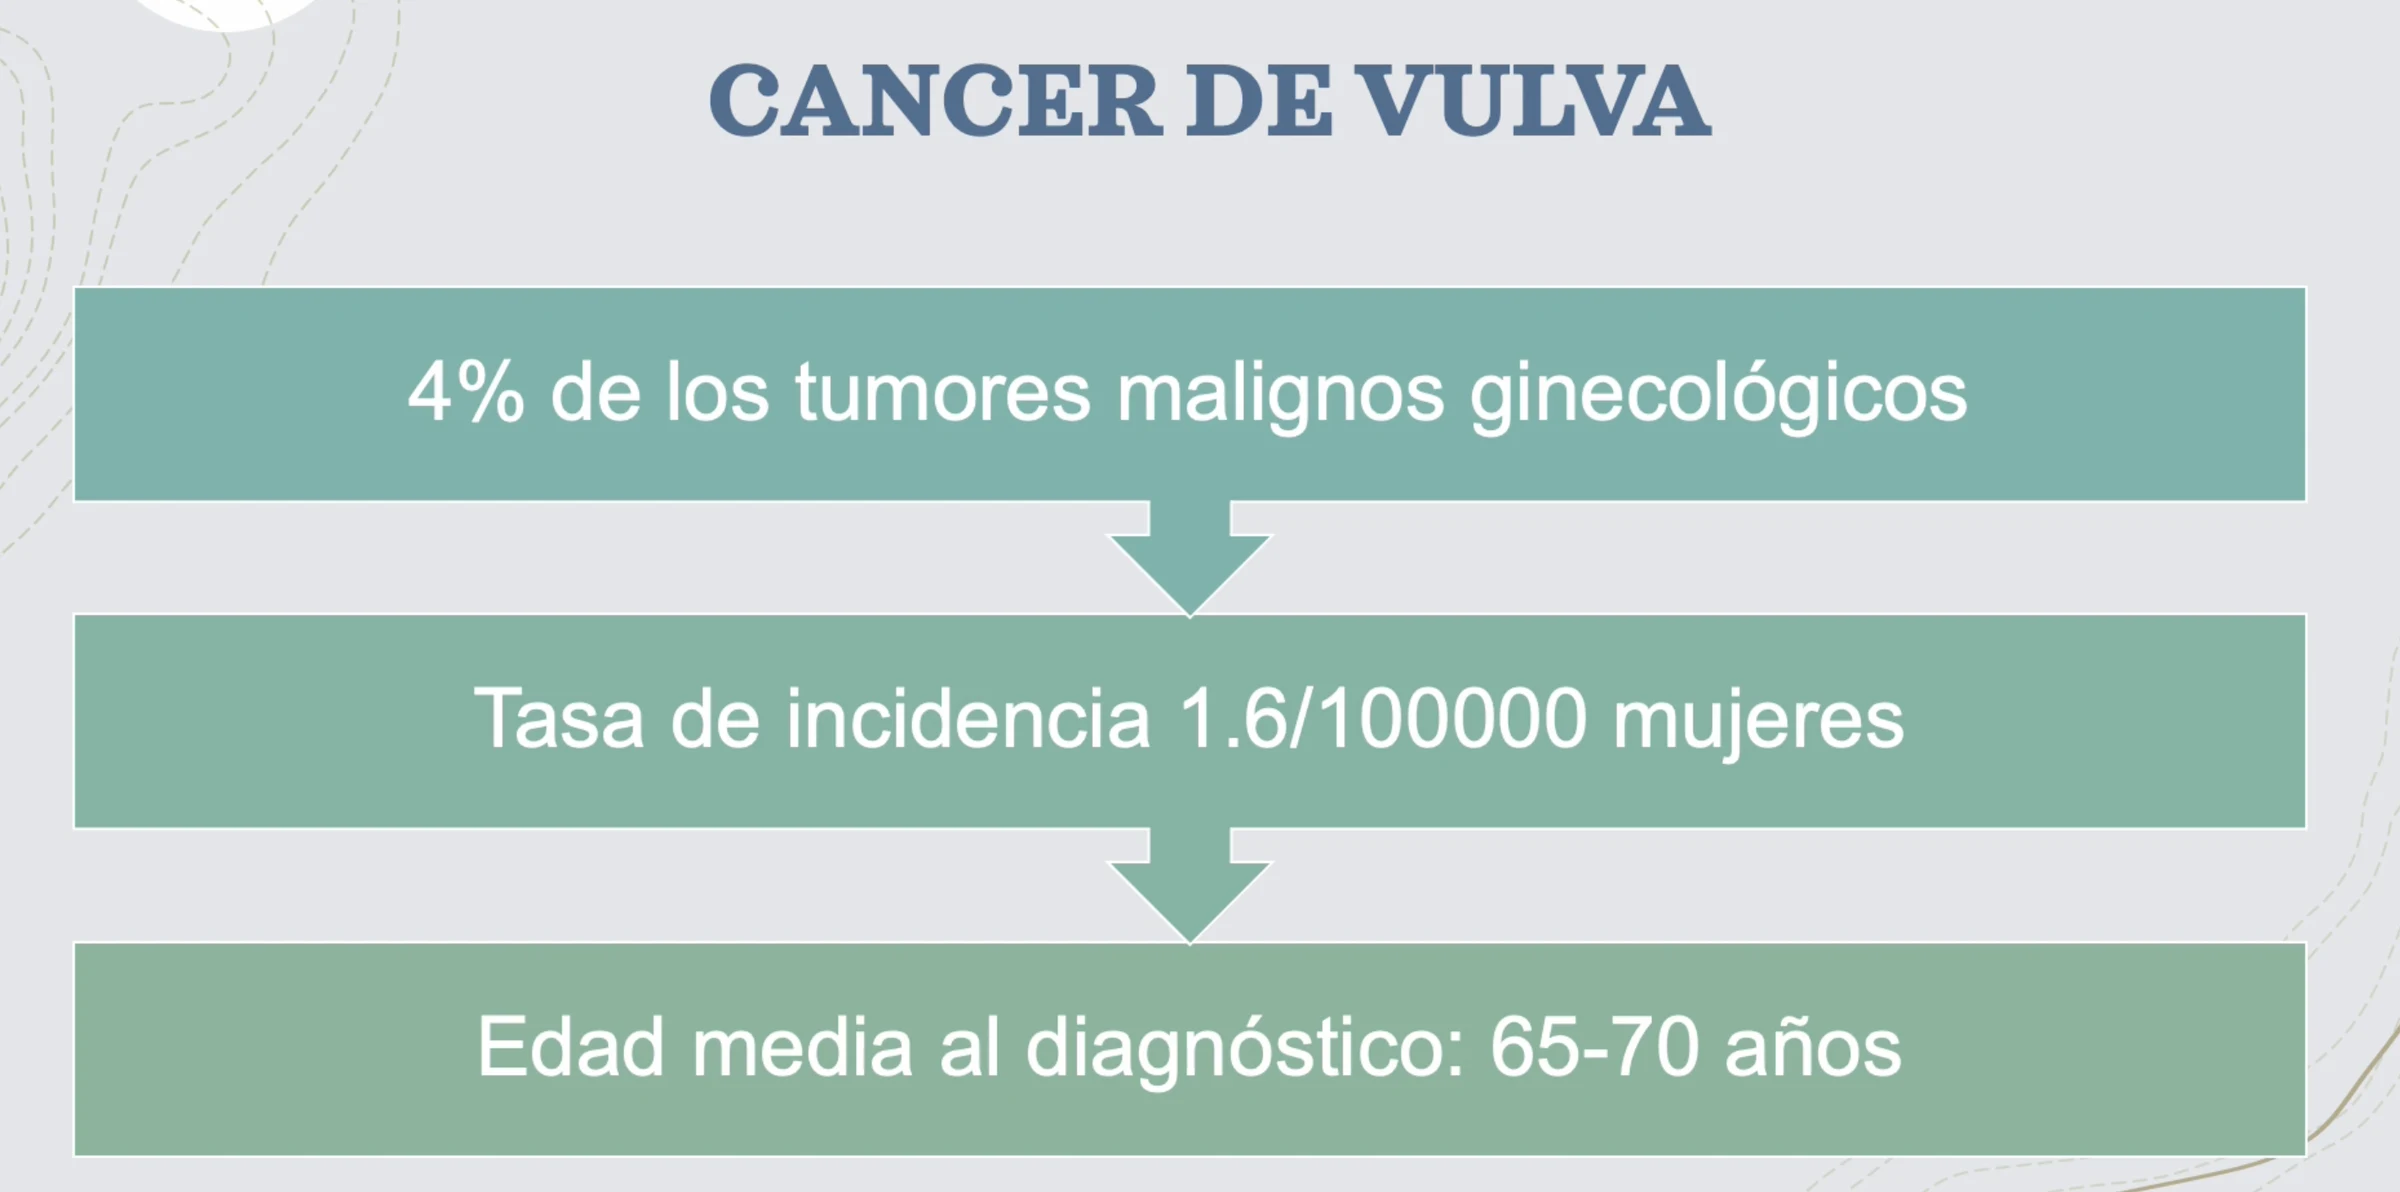 CANCER DE VULVA
4% de los tumores malignos ginecológicos
Tasa de incidencia 1.6/100000 mujeres
Edad media al diagnóstico: 65-70 años